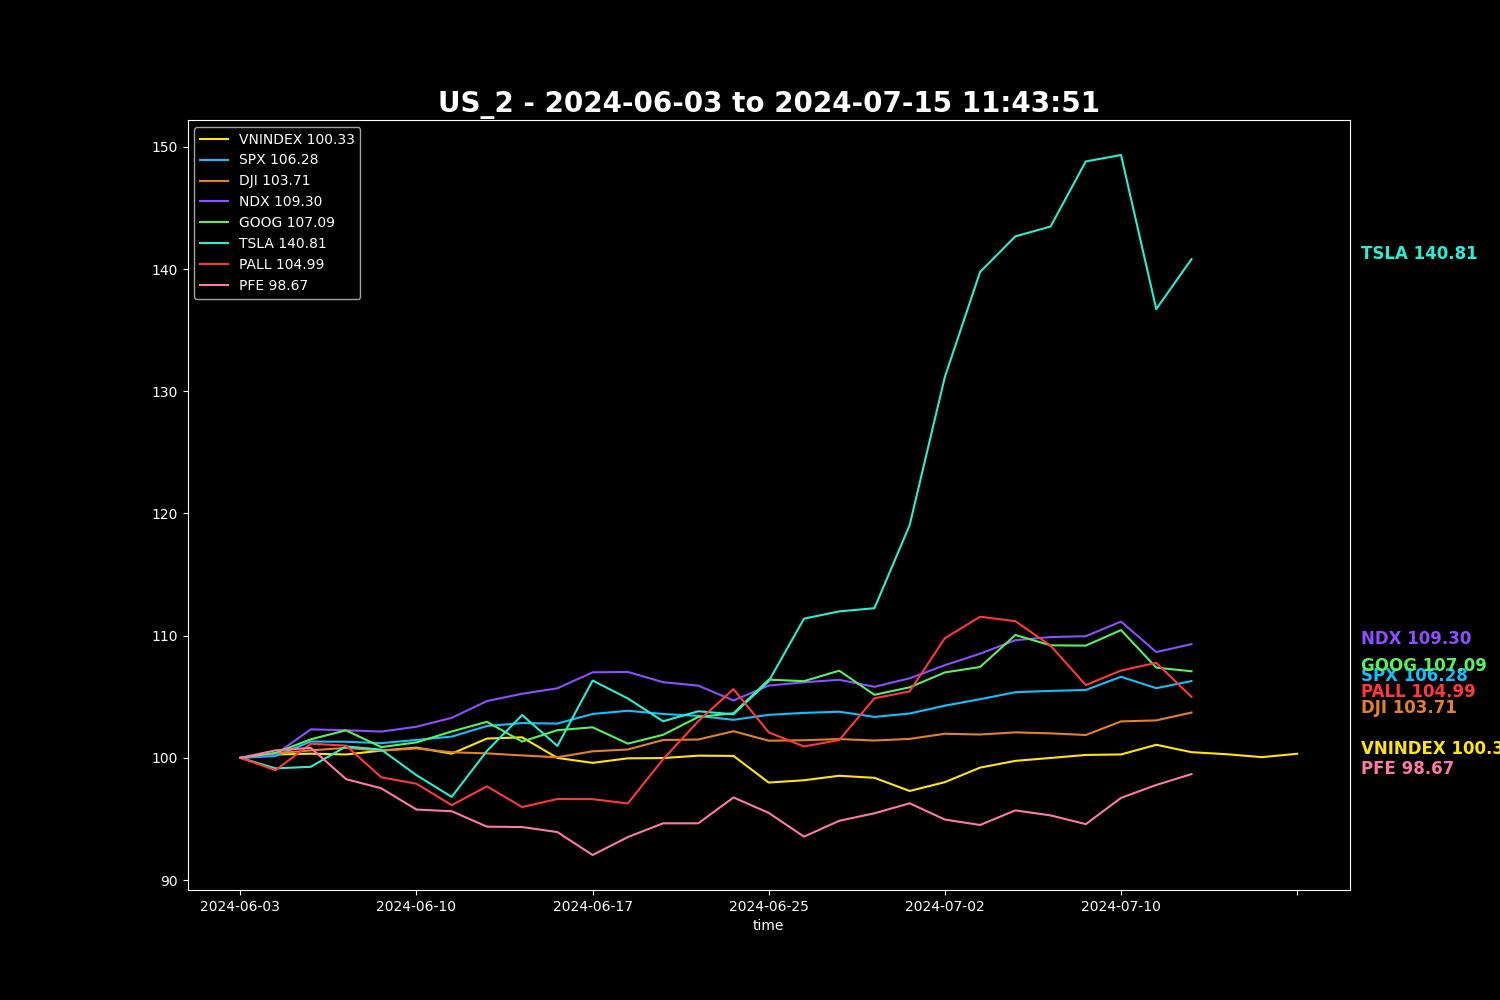 US_2 - 2024-06-03 to 2024-07-15 11:43:51
VNINDEX 100.33
SPX 106.28
DJI 103.71
NDX 109.30
GOOG 107.09
TSLA 140.81
PALL 104.99
PFE 98.67
150
140
130
120
110
100
90
TSLA 140.81
NDX 109.30
GOOG 107.09
SPX 106.28
PALL 104.99
DJI 103.71
VNINDEX 100.3
PFE 98.67
2024-06-03
2024-06-10
2024-06-17
2024-06-25
2024-07-02
2024-07-10
time